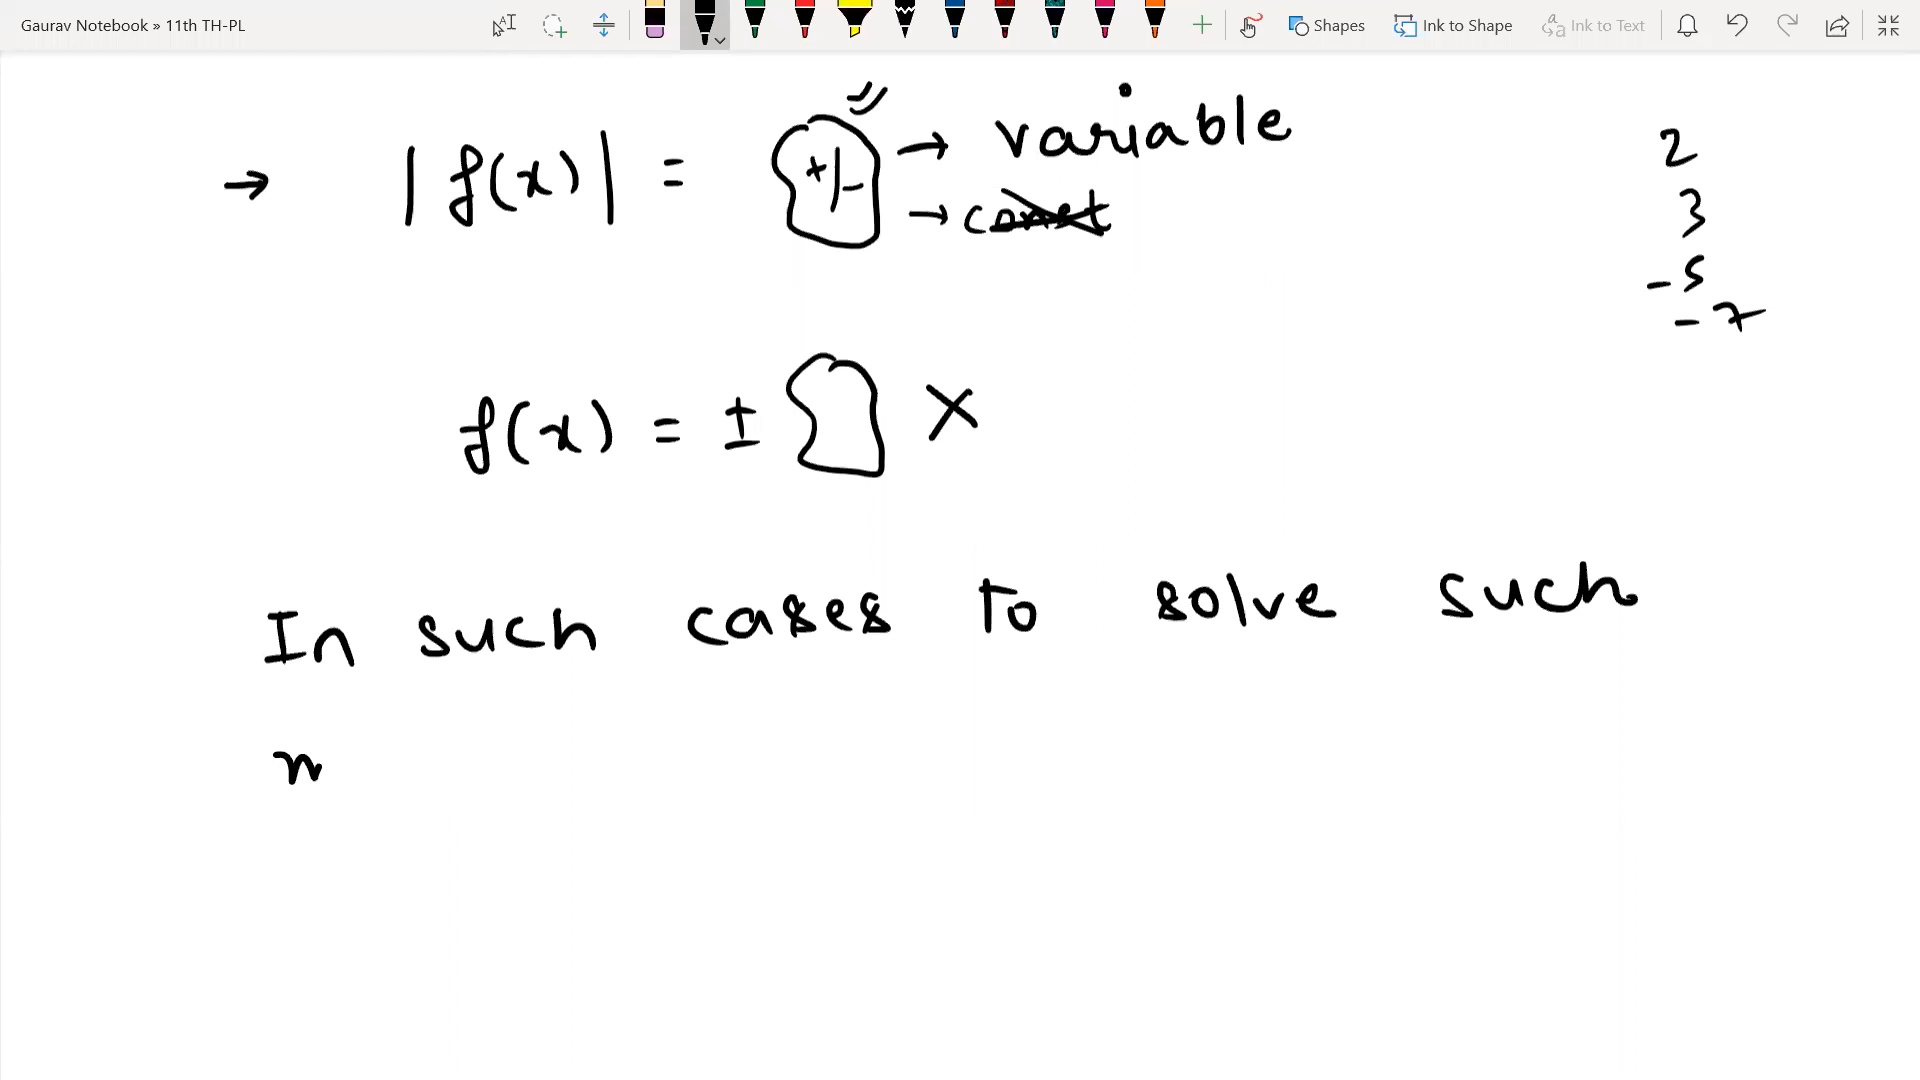 Gaurav Notebook » 11th TH-PL
Shapes
Ink to Shape
Ink to Text
→ |f(x)| = +/- → variable
→ const
2
3
-5
-7
f(x) = ± X
In such cases to solve such